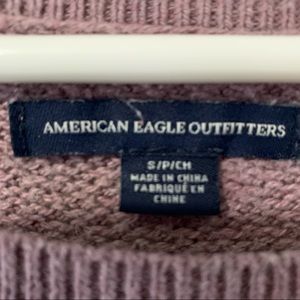 AMERICAN EAGLE OUTFITTERS
S/P/CH
MADE IN CHINA
FABRIQUÉ EN
CHINE